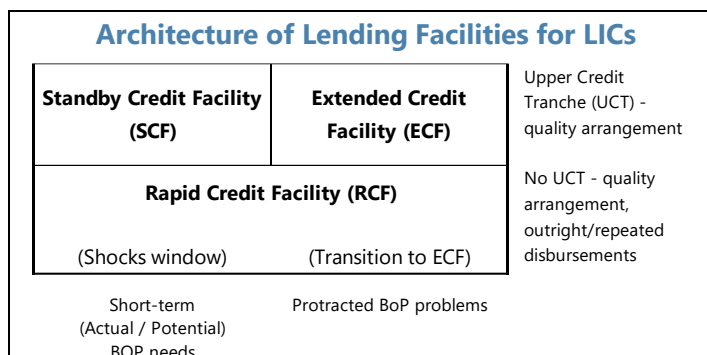 Architecture of Lending Facilities for LICs
Standby Credit Facility
(SCF)
Extended Credit
Facility (ECF)
Upper Credit
Tranche (UCT) -
quality arrangement
Rapid Credit Facility (RCF)
(Shocks window)
(Transition to ECF)
No UCT - quality
arrangement,
outright/repeated
disbursements
Short-term
(Actual / Potential)
BOP needs
Protracted BoP problems